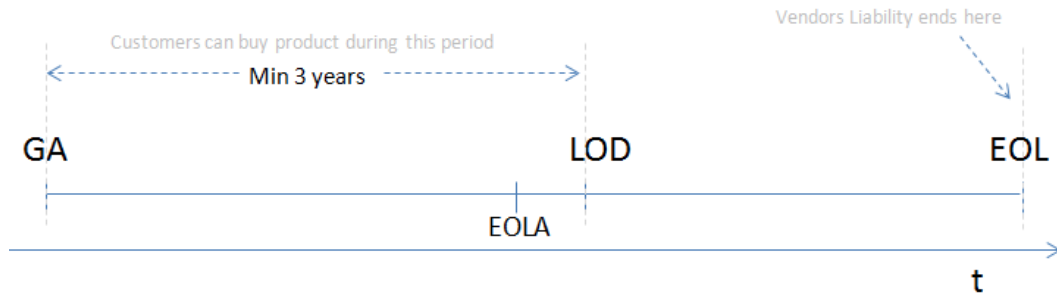 Vendors Liability ends here
Customers can buy product during this period
Min 3 years
GA
LOD
EOL
EOLA
t